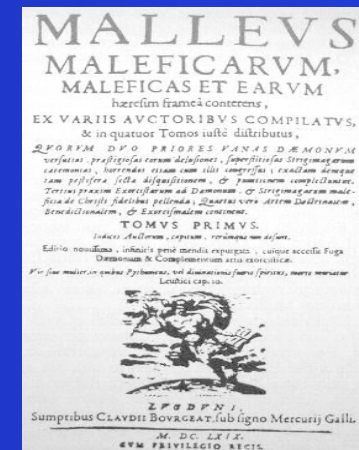 MALLEVS
MALEFICARVM,
MALEFICAS ET EARVM
hæresim frameâ conterens,
EX VARIIS AVCTORIBVS COMPILATVS,
& in quatuor Tomos iustè distributus,
QVORVM DVO PRIORES VANAS DÆMONVM
versutias, præstigiosas eorum delusiones, superstitiosas Strigimagarum
cæremonias, horrendos etiam cum illis congressus; exactam denique
tam pestiferæ sectæ disquisitionem, & punitionem complectuntur.
Tertius praxim Exorcistarum ad Dæmonum, & Strigimagarum male-
ficia de Christi fidelibus pellenda; Quartus verò Artem Doctrinalem,
Benedictionalem, & Exorcismalem continent.
TOMVS PRIMVS.
Indices Auctorum, capitum, rerumque non desunt.
Editio nouissima, infinitis penè mendis expurgata; cuique accessit Fuga
Dæmonum & Complementum artis exorcisticæ.
Vir siue mulier, in quibus Pythonicus, vel diuinationis fuerit spiritus, morte moriatur
Leuitici cap. 10.
LVGDVNI,
Sumptibus CLAVDII BOVRGEAT, sub signo Mercurij Galli.
M. DC. LXIX.
CVM PRIVILEGIO REGIS.